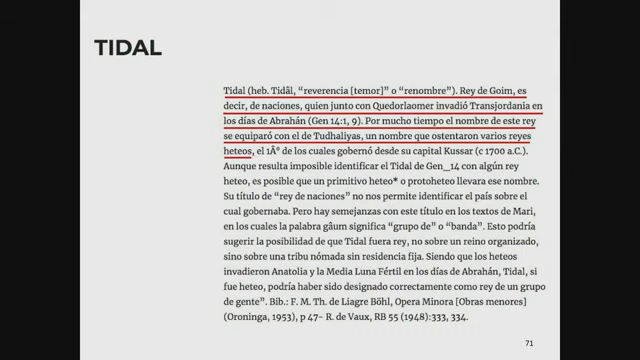 TIDAL
Tidal (heb. Tidâl, “reverencia [temor]” o “renombre”). Rey de Goim, es
decir, de naciones, quien junto con Quedorlaomer invadió Transjordania en
los días de Abrahán (Gen 14:1, 9). Por mucho tiempo el nombre de este rey
se equiparó con el de Tudhaliyas, un nombre que ostentaron varios reyes
heteos, el 1Â° de los cuales gobernó desde su capital Kussar (c 1700 a.C.).
Aunque resulta imposible identificar el Tidal de Gen_14 con algún rey
heteo, es posible que un primitivo heteo* o protoheteo llevara ese nombre.
Su título de “rey de naciones” no nos permite identificar el país sobre el
cual gobernaba. Pero hay semejanzas con este título en los textos de Mari,
en los cuales la palabra gâum significa “grupo de” o “banda”. Esto podría
sugerir la posibilidad de que Tidal fuera rey, no sobre un reino organizado,
sino sobre una tribu nómada sin residencia fija. Siendo que los heteos
invadieron Anatolia y la Media Luna Fértil en los días de Abrahán, Tidal, si
fue heteo, podría haber sido designado correctamente como rey de un grupo
de gente”. Bib.: F. M. Th. de Liagre Böhl, Opera Minora [Obras menores]
(Oroninga, 1953), p 47- R. de Vaux, RB 55 (1948):333, 334.
71